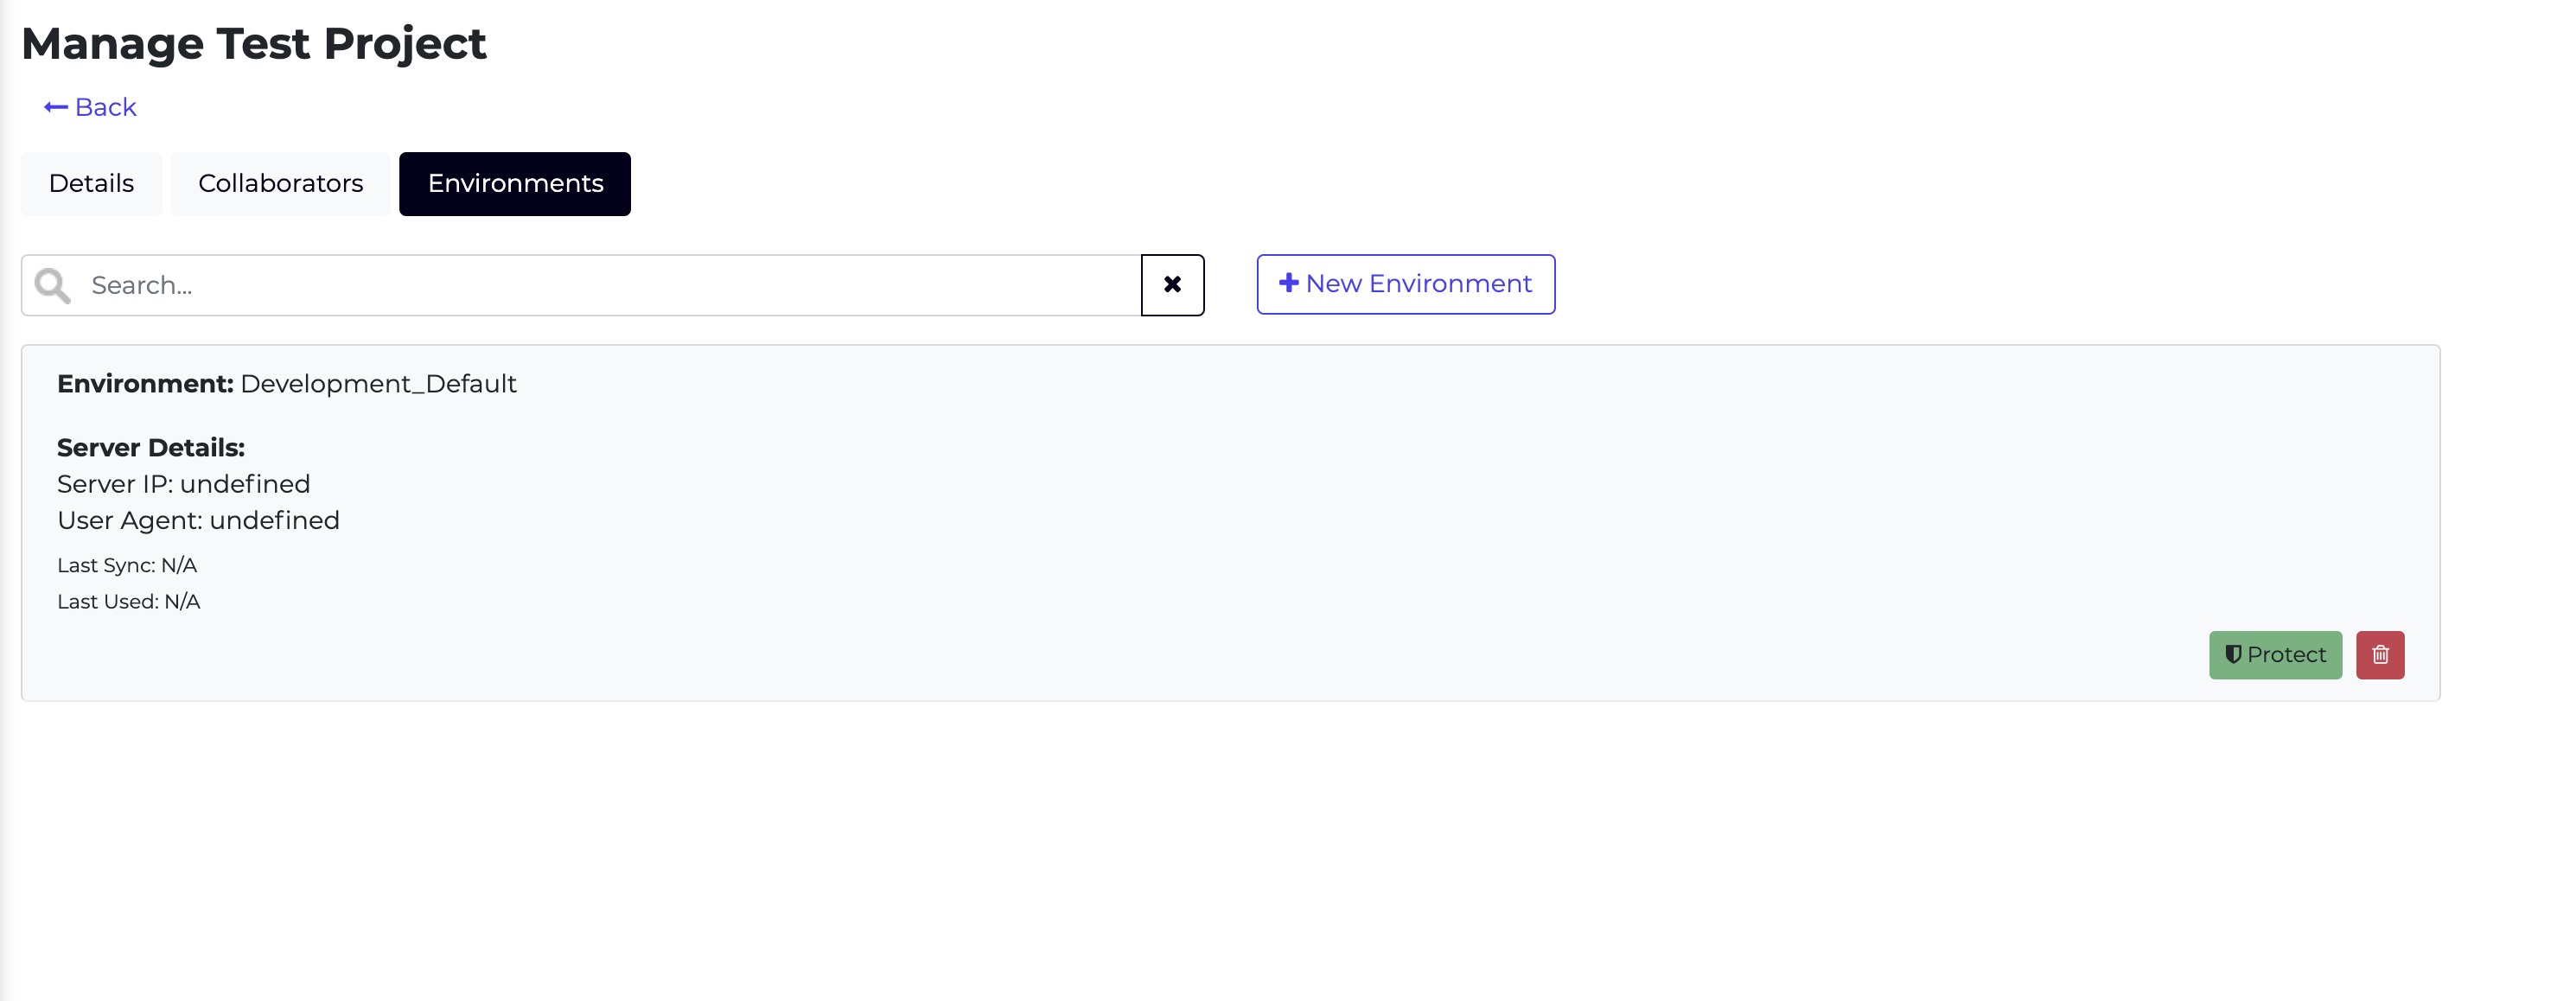 Manage Test Project
Back
Details
Collaborators
Environments
Search...
New Environment
Environment: Development_Default
Server Details:
Server IP: undefined
User Agent: undefined
Last Sync: N/A
Last Used: N/A
Protect